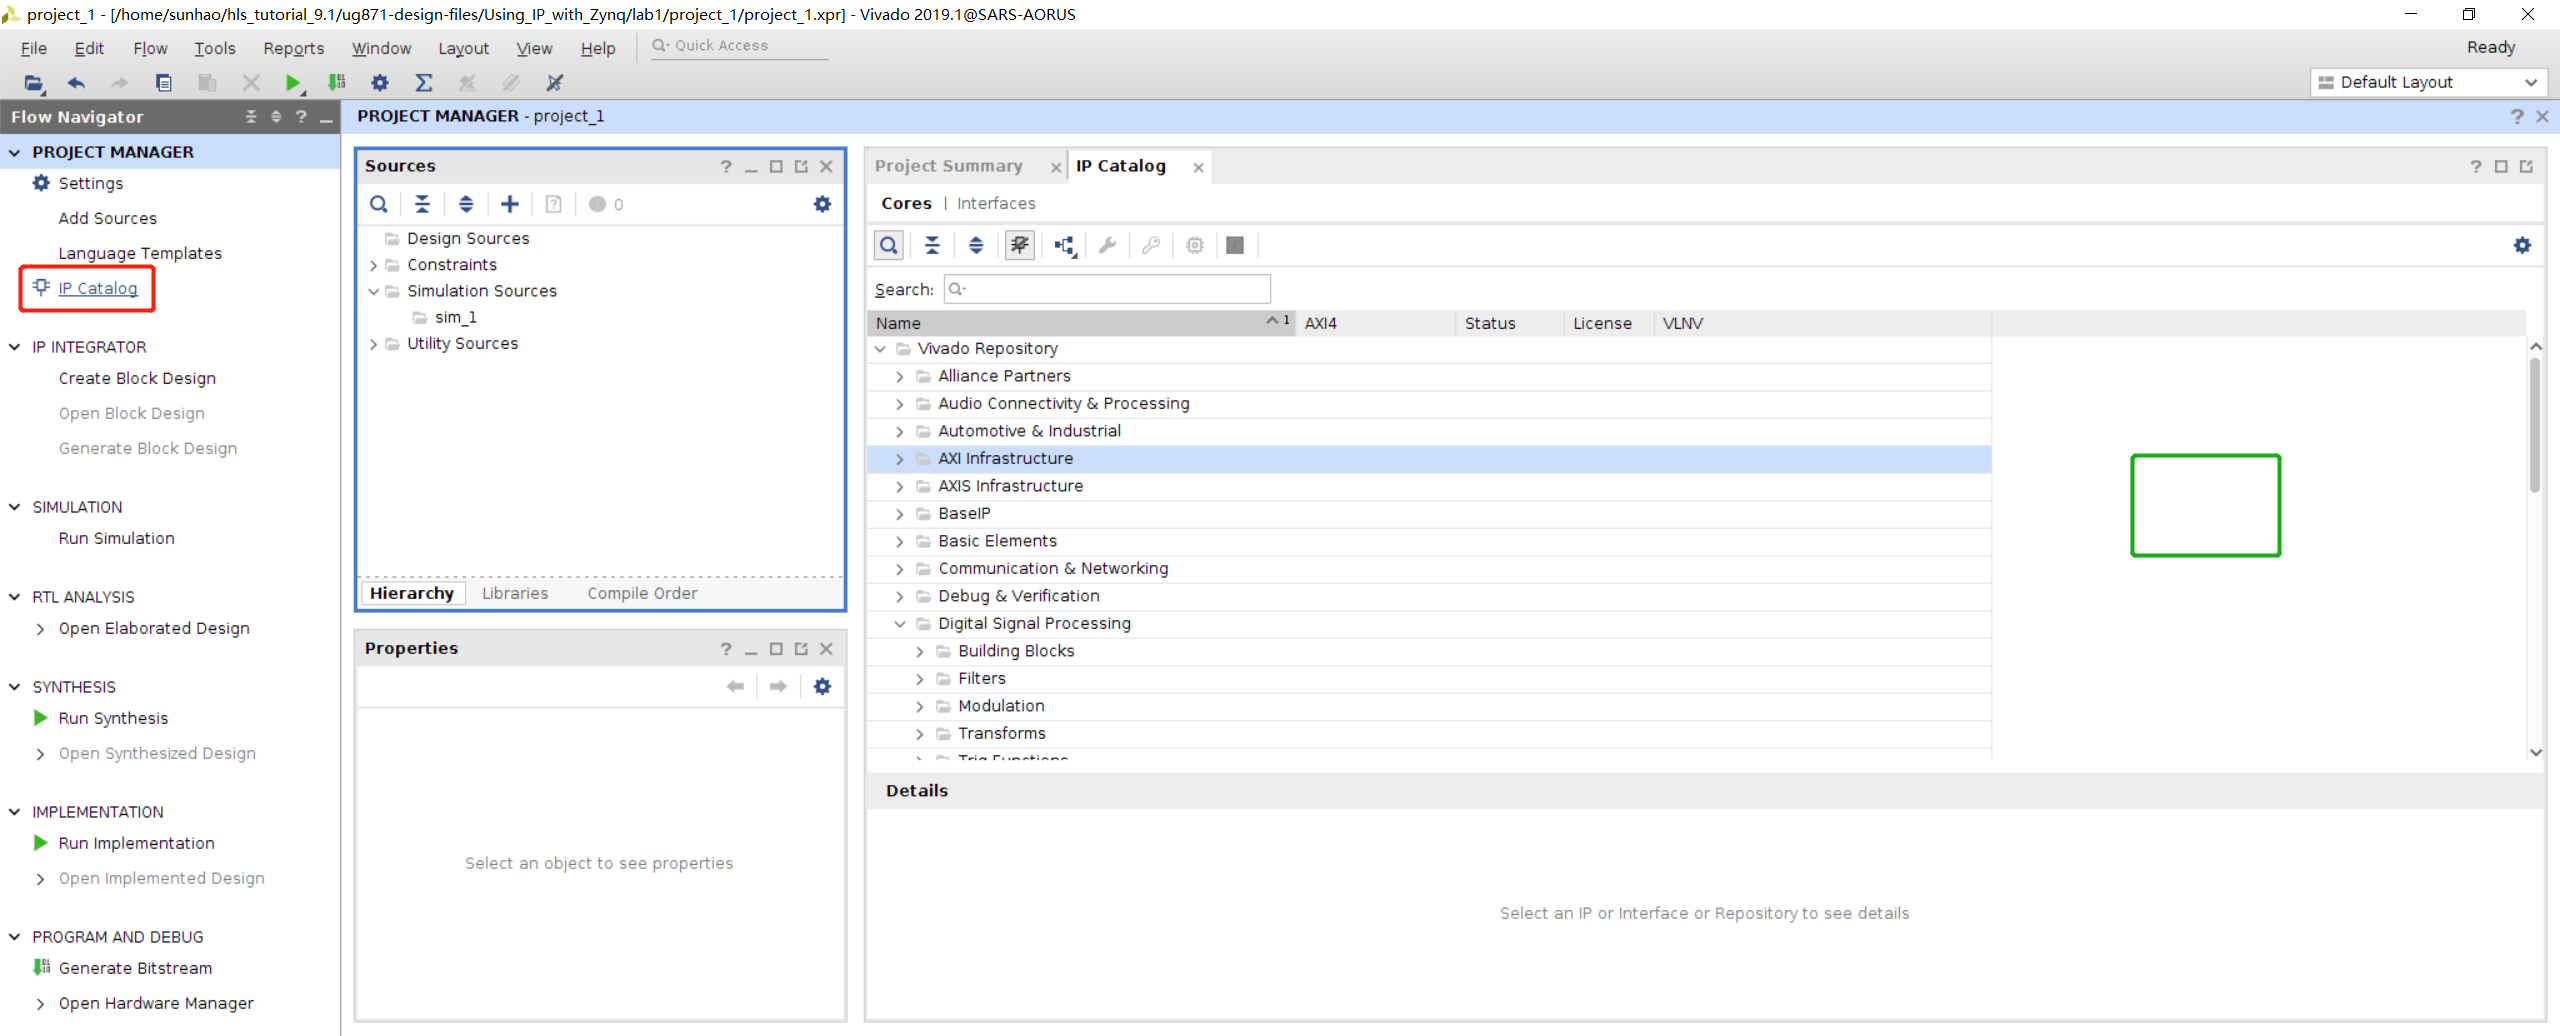 project_1 - [/home/sunhao/hls_tutorial_9.1/ug871-design-files/Using_IP_with_Zynq/lab1/project_1/project_1.xpr] - Vivado 2019.1@SARS-AORUS
File Edit Flow Tools Reports Window Layout View Help Quick Access Ready
Default Layout
Flow Navigator
PROJECT MANAGER
Settings
Add Sources
Language Templates
IP Catalog
IP INTEGRATOR
Create Block Design
Open Block Design
Generate Block Design
SIMULATION
Run Simulation
RTL ANALYSIS
Open Elaborated Design
SYNTHESIS
Run Synthesis
Open Synthesized Design
IMPLEMENTATION
Run Implementation
Open Implemented Design
PROGRAM AND DEBUG
Generate Bitstream
Open Hardware Manager
PROJECT MANAGER - project_1
Sources
0
Design Sources
Constraints
Simulation Sources
sim_1
Utility Sources
Hierarchy Libraries Compile Order
Properties
Select an object to see properties
Project Summary IP Catalog
Cores | Interfaces
Search:
Name 1 AXI4 Status License VLNV
Vivado Repository
Alliance Partners
Audio Connectivity & Processing
Automotive & Industrial
AXI Infrastructure
AXIS Infrastructure
BaseIP
Basic Elements
Communication & Networking
Debug & Verification
Digital Signal Processing
Building Blocks
Filters
Modulation
Transforms
Trig Functions
Details
Select an IP or Interface or Repository to see details